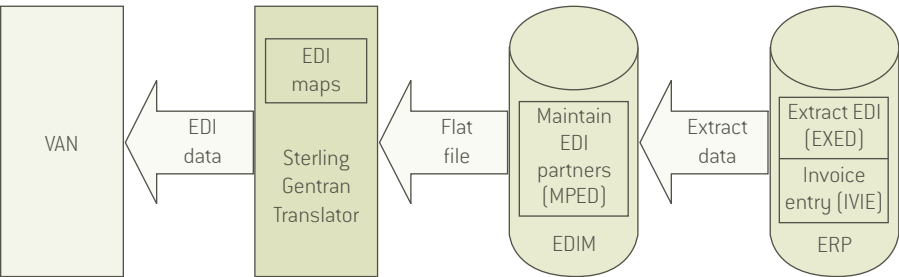 VAN
EDI
data
EDI
maps
Sterling
Gentran
Translator
Flat
file
Maintain
EDI
partners
(MPED)
EDIM
Extract
data
Extract EDI
(EXED)
Invoice
entry (IVIE)
ERP